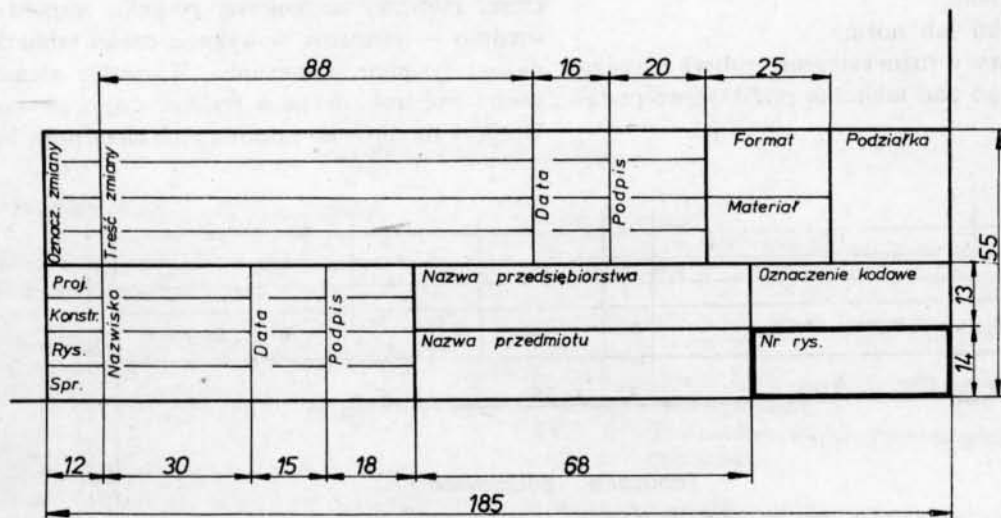 88 16 20 25
Oznacz. zmiany
Treść zmiany
Data
Podpis
Format
Podziałka
Materiał
55
Proj.
Konstr.
Rys.
Spr.
Nazwisko
Data
Podpis
Nazwa przedsiębiorstwa
Oznaczenie kodowe
13
Nazwa przedmiotu
Nr rys.
14
12 30 15 18 68
185